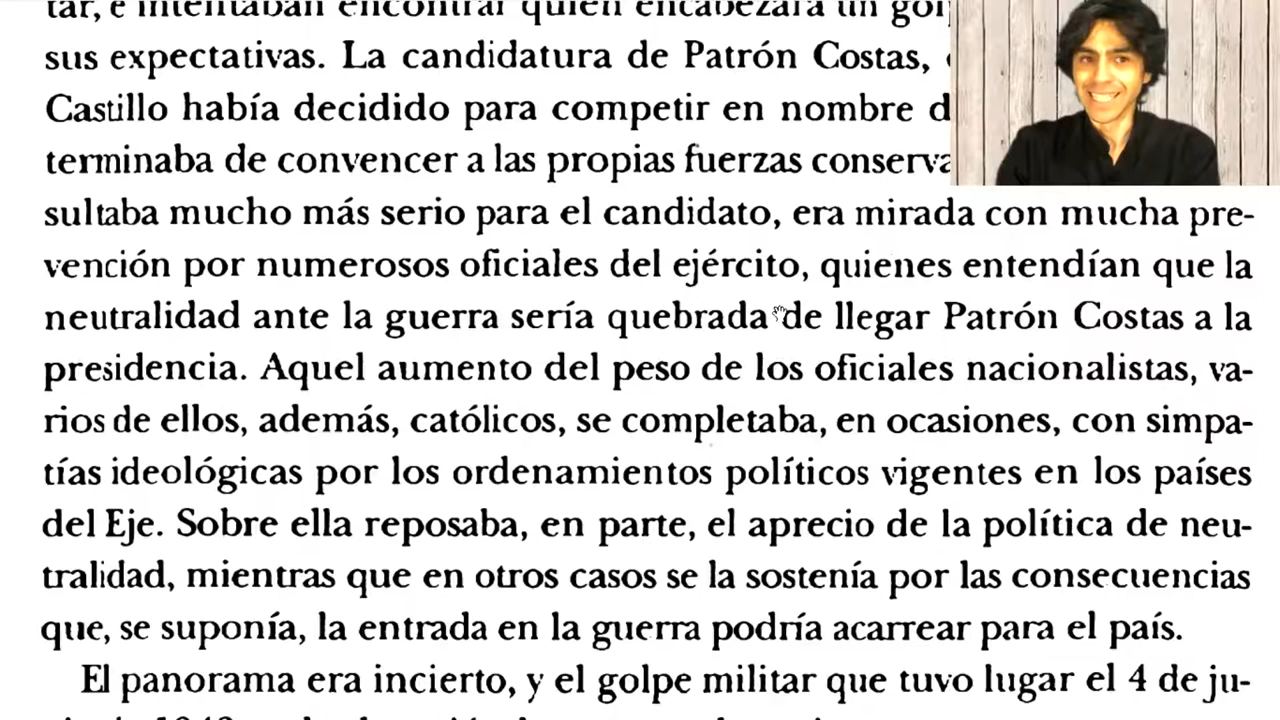 tar, e intentaban encontrar quien encabezara un
sus expectativas. La candidatura de Patrón Costas,
Castillo había decidido para competir en nombre
terminaba de convencer a las propias fuerzas
sultaba mucho más serio para el candidato, era mirada con mucha pre-
vención por numerosos oficiales del ejército, quienes entendían que la
neutralidad ante la guerra sería quebrada de llegar Patrón Costas a la
presidencia. Aquel aumento del peso de los oficiales nacionalistas, va-
rios de ellos, además, católicos, se completaba, en ocasiones, con simpa-
tías ideológicas por los ordenamientos políticos vigentes en los países
del Eje. Sobre ella reposaba, en parte, el aprecio de la política de neu-
tralidad, mientras que en otros casos se la sostenía por las consecuencias
que, se suponía, la entrada en la guerra podría acarrear para el país.
El panorama era incierto, y el golpe militar que tuvo lugar el 4 de ju-